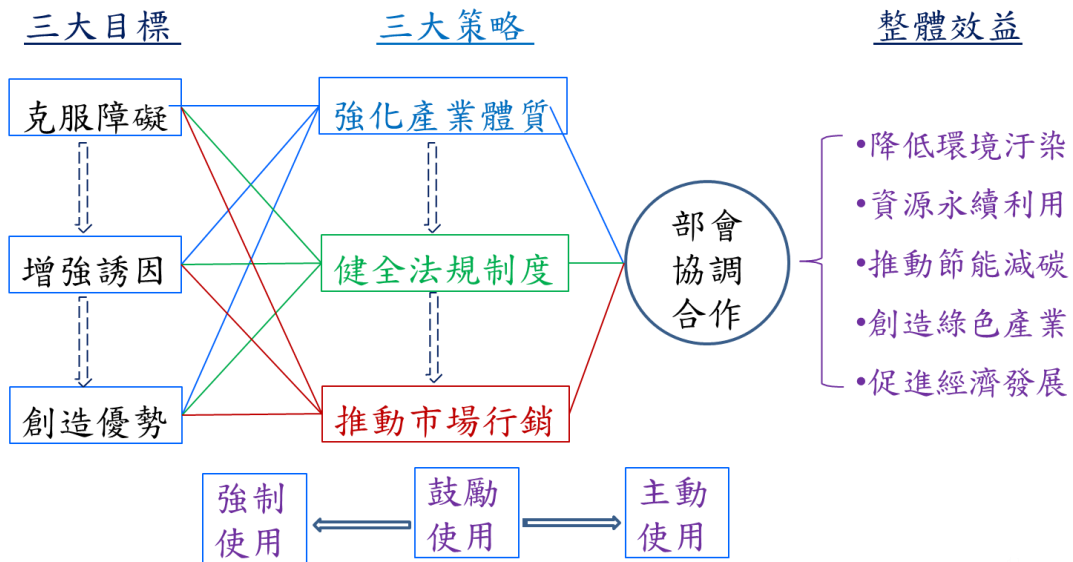 三大目標
三大策略
整體效益
克服障礙
增強誘因
創造優勢
強化產業體質
健全法規制度
推動市場行銷
部會
協調
合作
•降低環境汙染
•資源永續利用
•推動節能減碳
•創造綠色產業
•促進經濟發展
強制
使用
鼓勵
使用
主動
使用